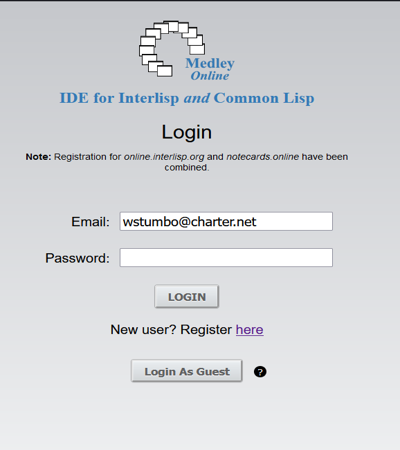 Medley
Online
IDE for Interlisp and Common Lisp
Login
Note: Registration for online.interlisp.org and notecards.online have been
combined.
Email: wstumbo@charter.net
Password:
LOGIN
New user? Register here
Login As Guest ?